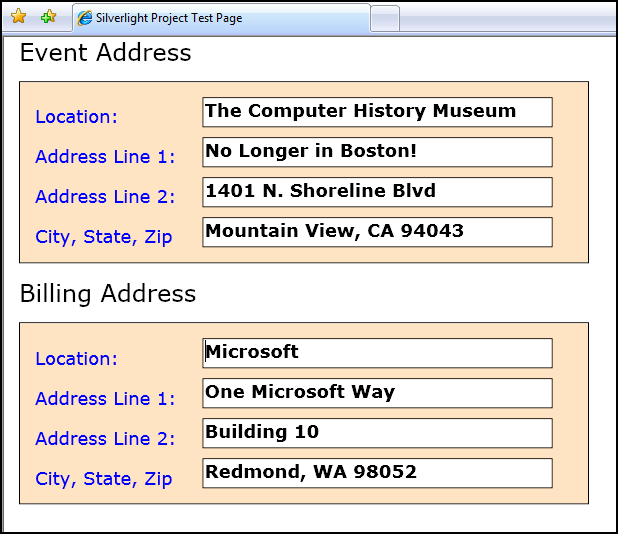 Silverlight Project Test Page
Event Address
Location: The Computer History Museum
Address Line 1: No Longer in Boston!
Address Line 2: 1401 N. Shoreline Blvd
City, State, Zip Mountain View, CA 94043
Billing Address
Location: Microsoft
Address Line 1: One Microsoft Way
Address Line 2: Building 10
City, State, Zip Redmond, WA 98052